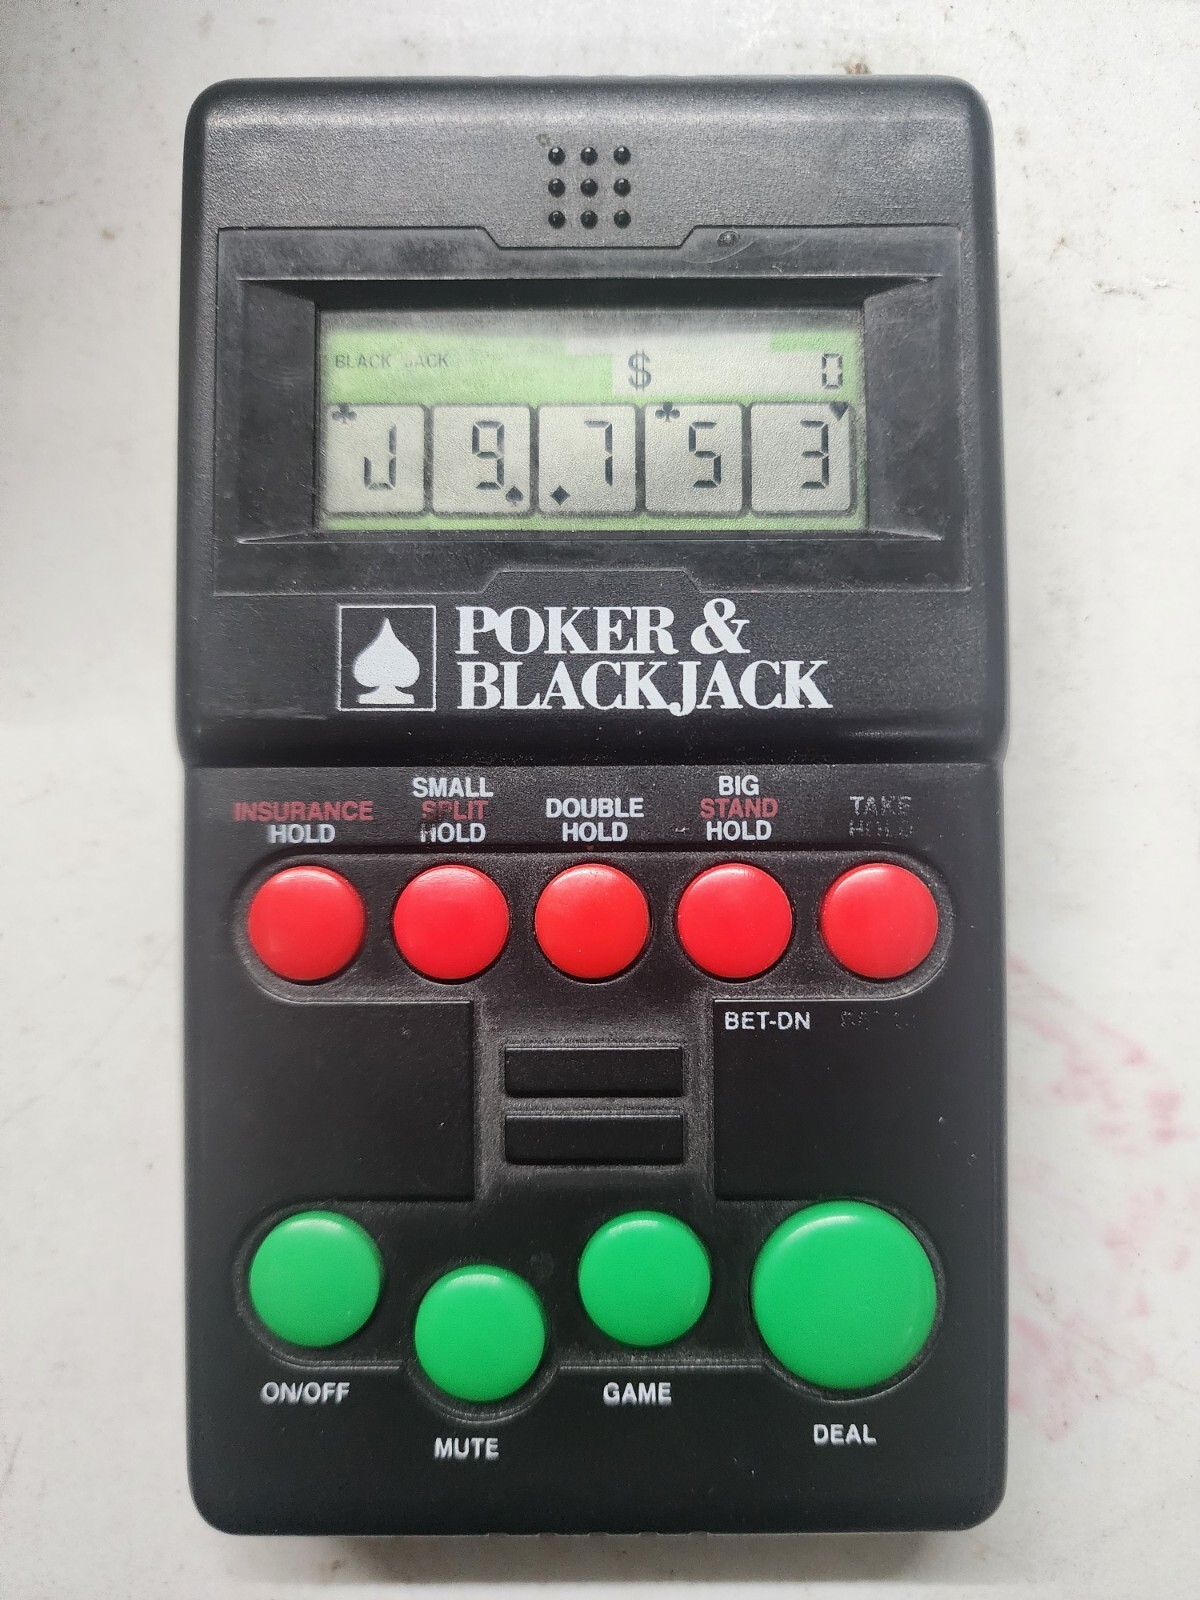 BLACK JACK
$ 0
J 9 7 5 3
POKER &
BLACKJACK
INSURANCE
HOLD
SMALL
SPLIT
HOLD
DOUBLE
HOLD
BIG
STAND
HOLD
TAKE
HOLD
BET-DN
ON/OFF
MUTE
GAME
DEAL